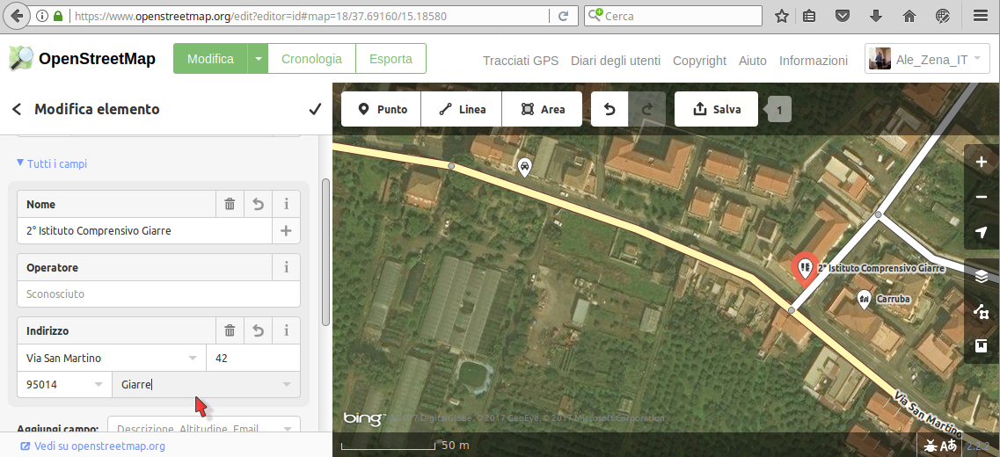 https://www.openstreetmap.org/edit?editor=id#map=18/37.69160/15.18580
Cerca
OpenStreetMap
Modifica
Cronologia
Esporta
Tracciati GPS
Diari degli utenti
Copyright
Aiuto
Informazioni
Ale_Zena_IT
Modifica elemento
Punto
Linea
Area
Salva
1
Tutti i campi
Nome
2° Istituto Comprensivo Giarre
Operatore
Sconosciuto
Indirizzo
Via San Martino
42
95014
Giarre
Aggiungi campo:
Descrizione, Altitudine, Email
Vedi su openstreetmap.org
2° Istituto Comprensivo Giarre
Carruba
Via San Martino
bing
© 2017 DigitalGlobe, © 2017 GeoEye, © 2017 Microsoft Corporation
50 m
2.2.2